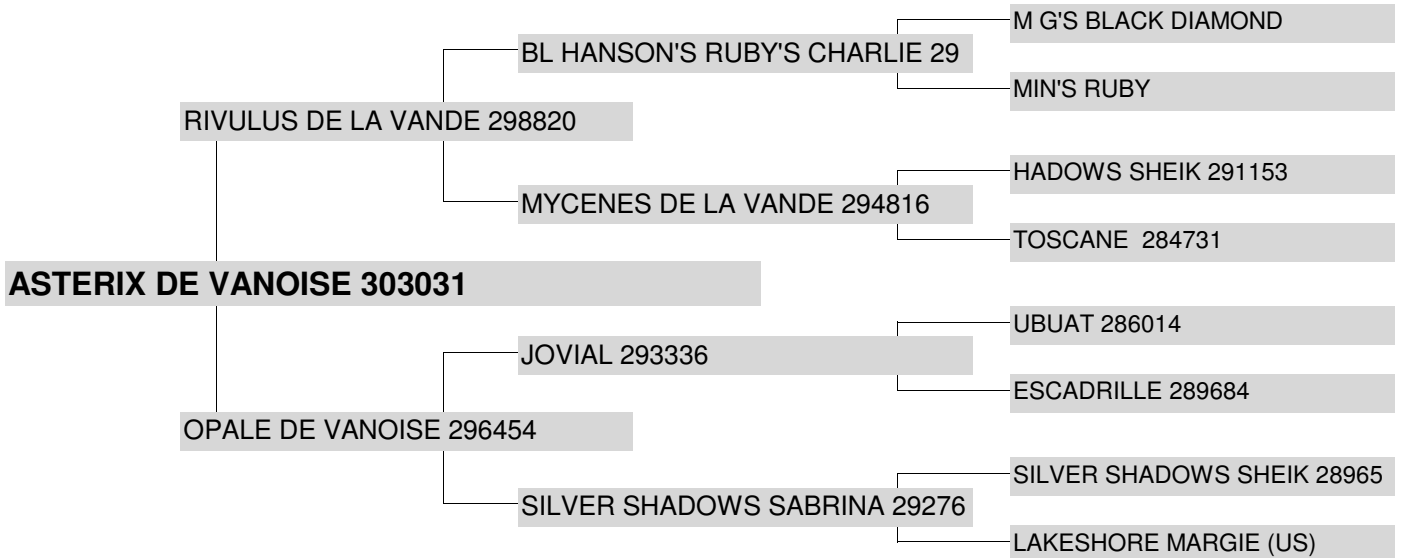 M G'S BLACK DIAMOND
BL HANSON'S RUBY'S CHARLIE 29
MIN'S RUBY
RIVULUS DE LA VANDE 298820
HADOWS SHEIK 291153
MYCENES DE LA VANDE 294816
TOSCANE 284731
ASTERIX DE VANOISE 303031
UBUAT 286014
JOVIAL 293336
ESCADRILLE 289684
OPALE DE VANOISE 296454
SILVER SHADOWS SHEIK 28965
SILVER SHADOWS SABRINA 29276
LAKESHORE MARGIE (US)